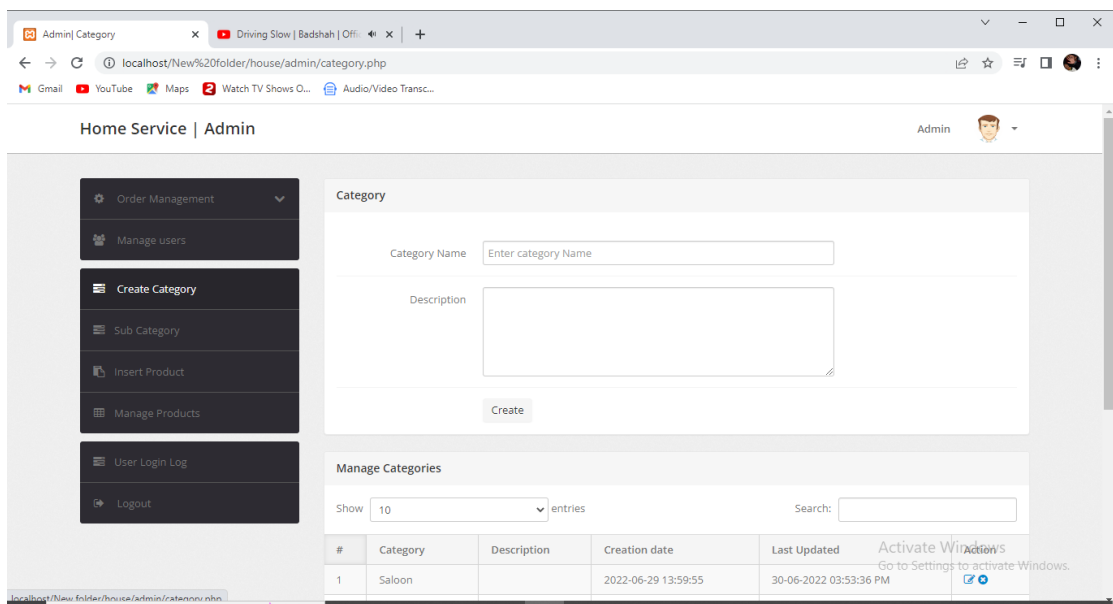 Admin| Category
Driving Slow | Badshah | Offi
localhost/New%20folder/house/admin/category.php
Gmail YouTube Maps Watch TV Shows O... Audio/Video Transc...
Home Service | Admin
Admin
Order Management
Manage users
Create Category
Sub Category
Insert Product
Manage Products
User Login Log
Logout
Category
Category Name Enter category Name
Description
Create
Manage Categories
Show 10 entries Search:
# Category Description Creation date Last Updated Action
1 Saloon 2022-06-29 13:59:55 30-06-2022 03:53:36 PM
Activate Windows
Go to Settings to activate Windows.
localhost/New folder/house/admin/category.php